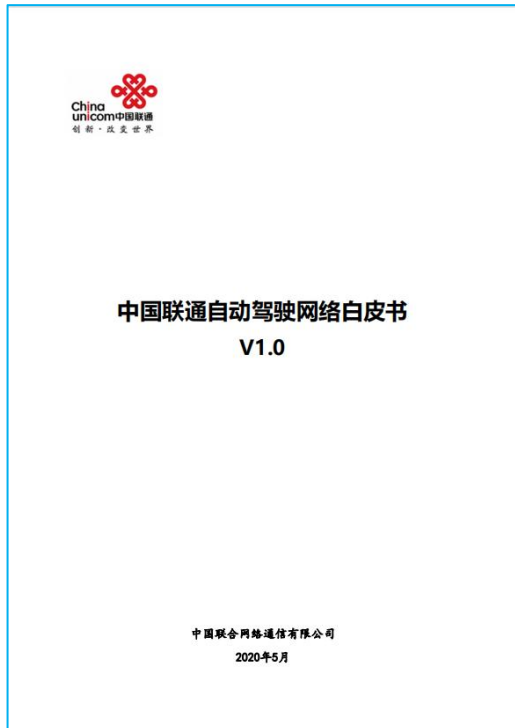 China
unicom中国联通
创新·改变世界
中国联通自动驾驶网络白皮书
V1.0
中国联合网络通信有限公司
2020年5月